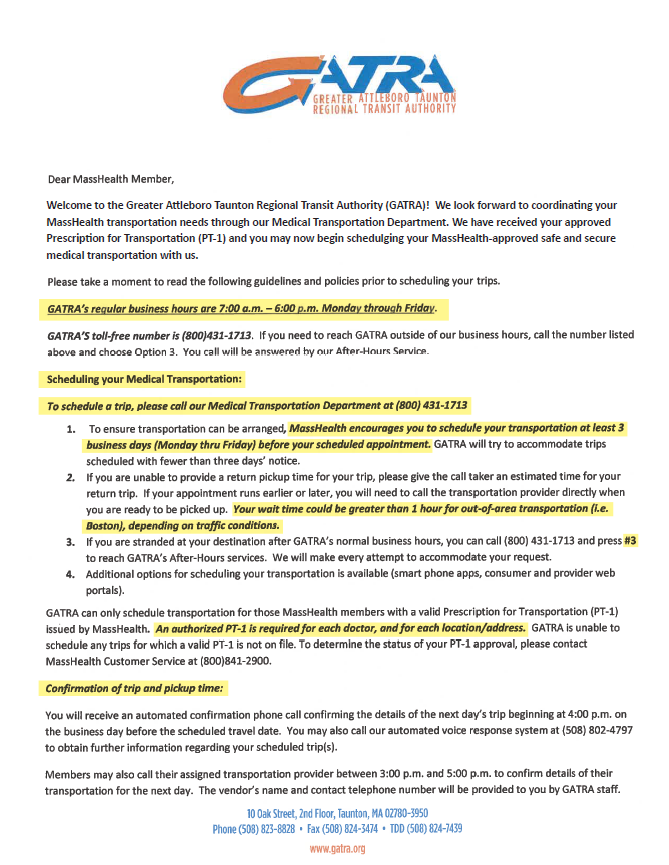 GATRA
GREATER ATTLEBORO TAUNTON
REGIONAL TRANSIT AUTHORITY
Dear MassHealth Member,
Welcome to the Greater Attleboro Taunton Regional Transit Authority (GATRA)!  We look forward to coordinating your
MassHealth transportation needs through our Medical Transportation Department. We have received your approved
Prescription for Transportation (PT-1) and you may now begin schedulging your MassHealth-approved safe and secure
medical transportation with us.
Please take a moment to read the following guidelines and policies prior to scheduling your trips.
GATRA's regular business hours are 7:00 a.m. – 6:00 p.m. Monday through Friday.
GATRA'S toll-free number is (800)431-1713.  If you need to reach GATRA outside of our business hours, call the number listed
above and choose Option 3.  You call will be answered by our After-Hours Service.
Scheduling your Medical Transportation:
To schedule a trip, please call our Medical Transportation Department at (800) 431-1713
1. To ensure transportation can be arranged, MassHealth encourages you to schedule your transportation at least 3
business days (Monday thru Friday) before your scheduled appointment. GATRA will try to accommodate trips
scheduled with fewer than three days' notice.
2. If you are unable to provide a return pickup time for your trip, please give the call taker an estimated time for your
return trip.  If your appointment runs earlier or later, you will need to call the transportation provider directly when
you are ready to be picked up. Your wait time could be greater than 1 hour for out-of-area transportation (i.e.
Boston), depending on traffic conditions.
3. If you are stranded at your destination after GATRA's normal business hours, you can call (800) 431-1713 and press #3
to reach GATRA's After-Hours services.  We will make every attempt to accommodate your request.
4. Additional options for scheduling your transportation is available (smart phone apps, consumer and provider web
portals).
GATRA can only schedule transportation for those MassHealth members with a valid Prescription for Transportation (PT-1)
issued by MassHealth. An authorized PT-1 is required for each doctor, and for each location/address. GATRA is unable to
schedule any trips for which a valid PT-1 is not on file. To determine the status of your PT-1 approval, please contact
MassHealth Customer Service at (800)841-2900.
Confirmation of trip and pickup time:
You will receive an automated confirmation phone call confirming the details of the next day's trip beginning at 4:00 p.m. on
the business day before the scheduled travel date.  You may also call our automated voice response system at (508) 802-4797
to obtain further information regarding your scheduled trip(s).
Members may also call their assigned transportation provider between 3:00 p.m. and 5:00 p.m. to confirm details of their
transportation for the next day.  The vendor's name and contact telephone number will be provided to you by GATRA staff.
10 Oak Street, 2nd Floor, Taunton, MA 02780-3950
Phone (508) 823-8828 • Fax (508) 824-3474 • TDD (508) 824-7439
www.gatra.org